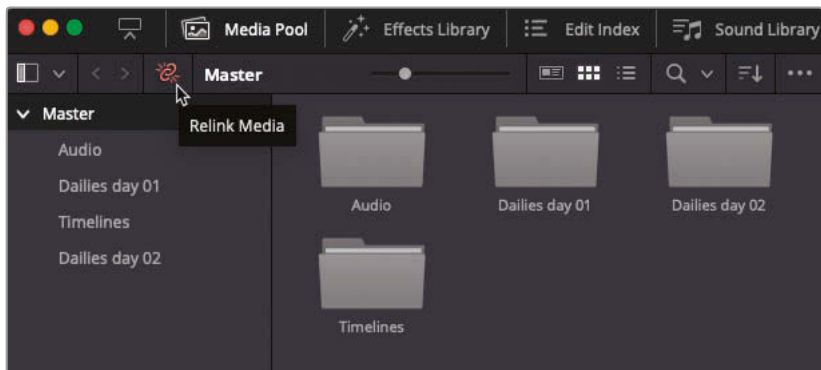 Media Pool Effects Library Edit Index Sound Library
Master
Master
Relink Media
Audio
Dailies day 01
Timelines
Dailies day 02
Audio Dailies day 01 Dailies day 02
Timelines